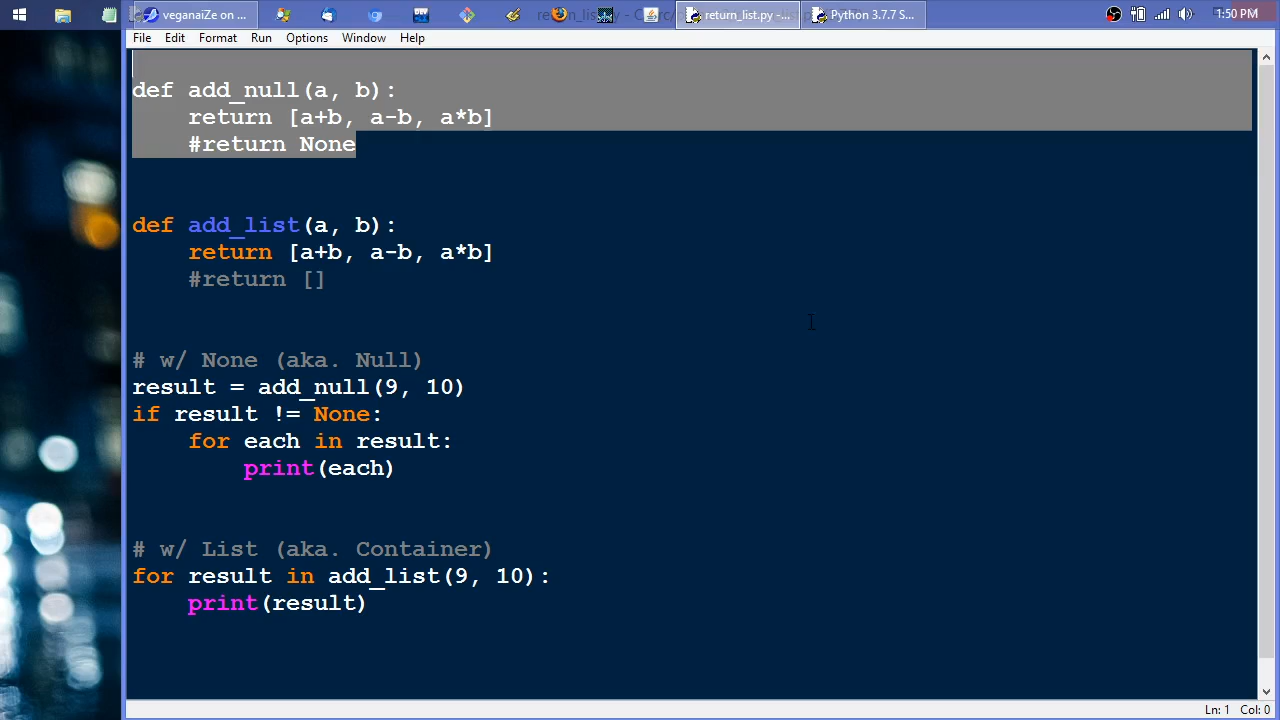 veganaiZe on ...
return_list.py -...
Python 3.7.7 S...
1:50 PM
File Edit Format Run Options Window Help
def add_null(a, b):
    return [a+b, a-b, a*b]
    #return None
def add_list(a, b):
    return [a+b, a-b, a*b]
    #return []
# w/ None (aka. Null)
result = add_null(9, 10)
if result != None:
    for each in result:
        print(each)
# w/ List (aka. Container)
for result in add_list(9, 10):
    print(result)
Ln: 1 Col: 0